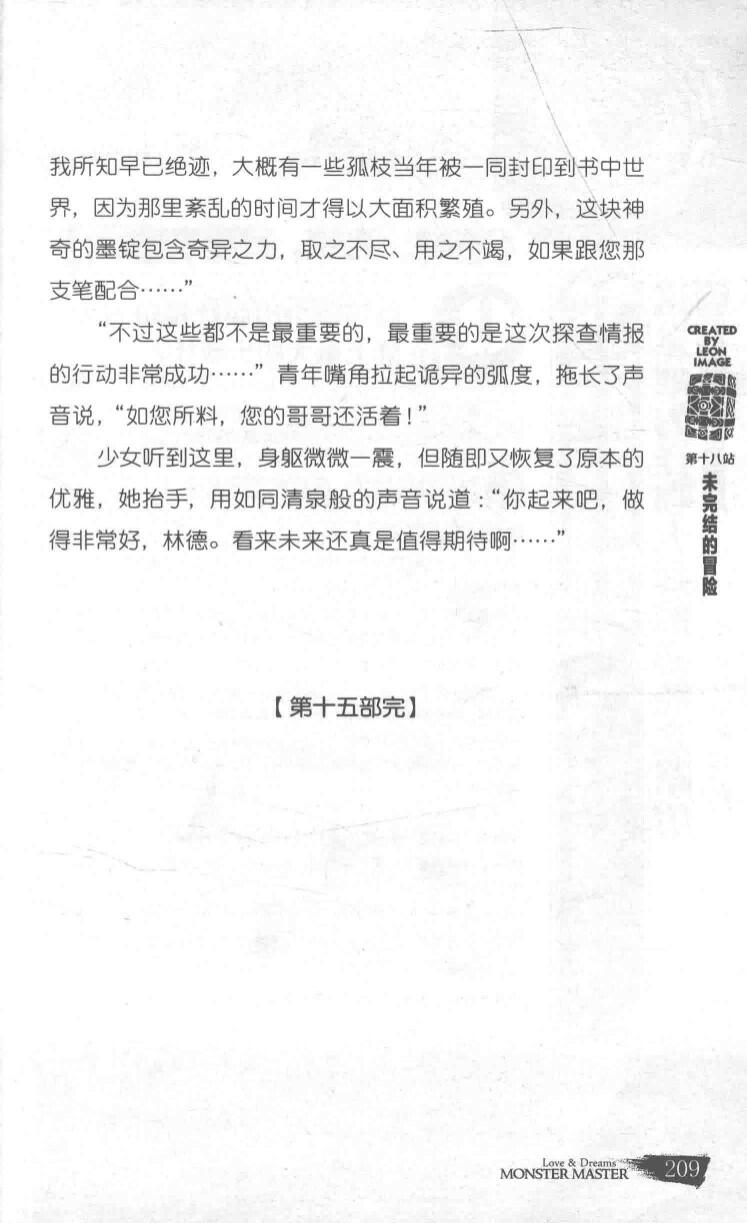 我所知早已绝迹，大概有一些孤枝当年被一同封印到书中世
界，因为那里紊乱的时间才得以大面积繁殖。另外，这块神
奇的墨锭包含奇异之力，取之不尽、用之不竭，如果跟您那
支笔配合……”
“不过这些都不是最重要的，最重要的是这次探查情报
的行动非常成功……”青年嘴角拉起诡异的弧度，拖长了声
音说，“如您所料，您的哥哥还活着！”
少女听到这里，身躯微微一震，但随即又恢复了原本的
优雅，她抬手，用如同清泉般的声音说道：“你起来吧，做
得非常好，林德。看来未来还真是值得期待啊……”
【第十五部完】
CREATED
BY
LEON
IMAGE
第十八站
未完结的冒险
Love & Dreams
MONSTER MASTER
209